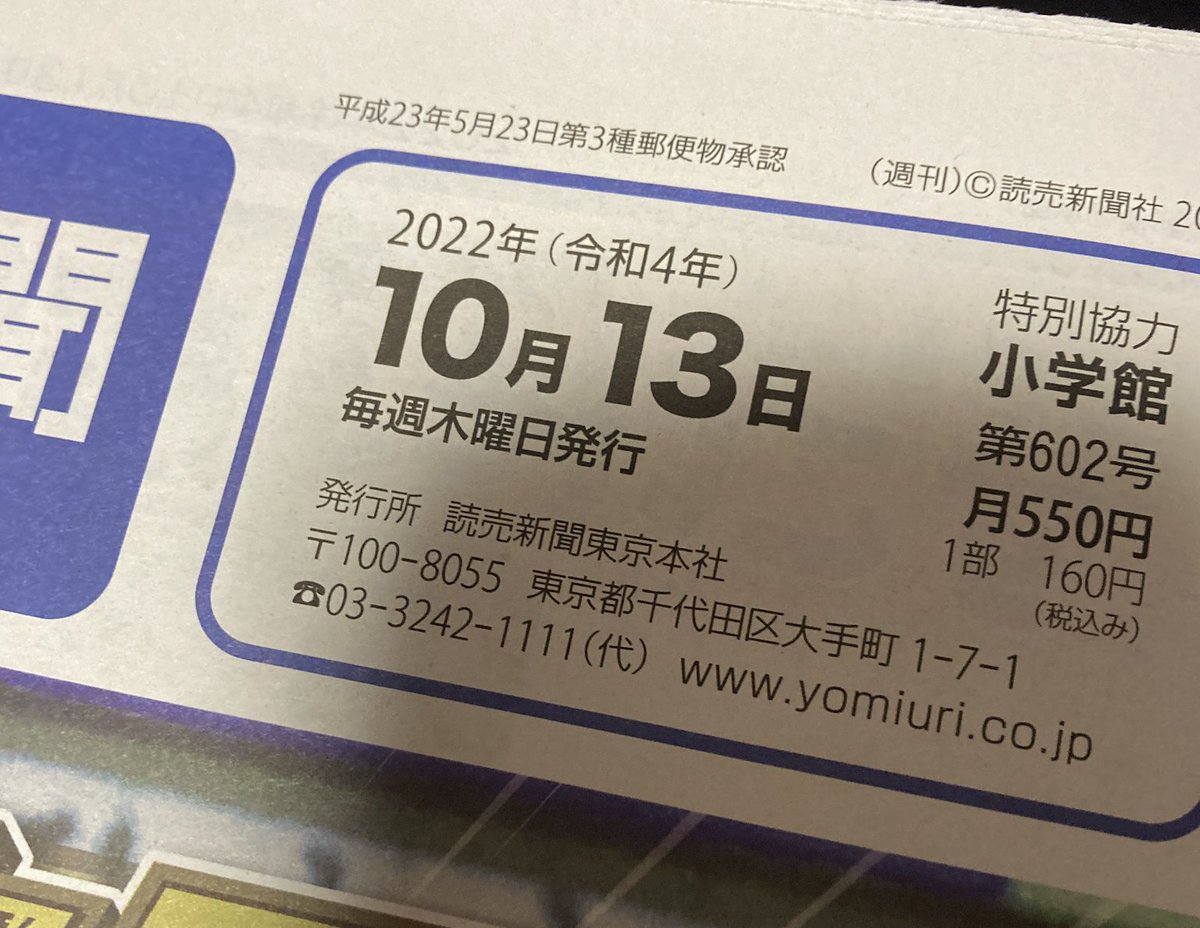 平成23年5月23日第3種郵便物承認
(週刊)©読売新聞社
聞
2022年(令和4年)
10月13日
毎週木曜日発行
特別協力
小学館
第602号
月550円
1部 160円
(税込み)
発行所 読売新聞東京本社
〒100-8055 東京都千代田区大手町 1-7-1
☎03-3242-1111(代) www.yomiuri.co.jp